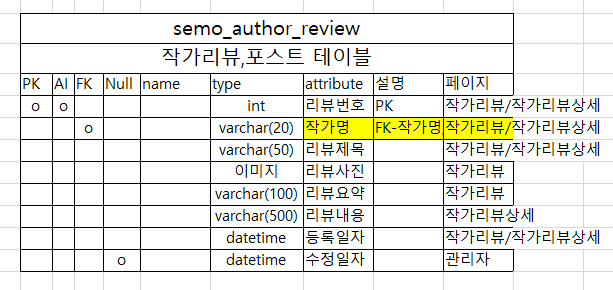 semo_author_review
작가리뷰,포스트 테이블
PK AI FK Null name type attribute 설명 페이지
o o int 리뷰번호 PK 작가리뷰/작가리뷰상세
o varchar(20) 작가명 FK-작가명 작가리뷰/작가리뷰상세
varchar(50) 리뷰제목 작가리뷰/작가리뷰상세
이미지 리뷰사진 작가리뷰
varchar(100) 리뷰요약 작가리뷰
varchar(500) 리뷰내용 작가리뷰상세
datetime 등록일자 작가리뷰/작가리뷰상세
o datetime 수정일자 관리자